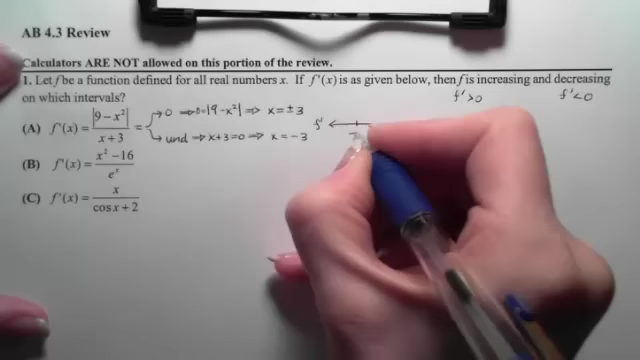 AB 4.3 Review
Calculators ARE NOT allowed on this portion of the review.
1. Let f be a function defined for all real numbers x. If f'(x) is as given below, then f is increasing and decreasing
on which intervals?
f' > 0
f' < 0
(A) f'(x) = |9 − x²| / (x + 3) =
→ 0 ⇒ 0 = |9 − x²| ⇒ x = ±3
→ und ⇒ x+3 = 0 ⇒ x = −3
f'
(B) f'(x) = (x² − 16) / eˣ
(C) f'(x) = x / (cos x + 2)